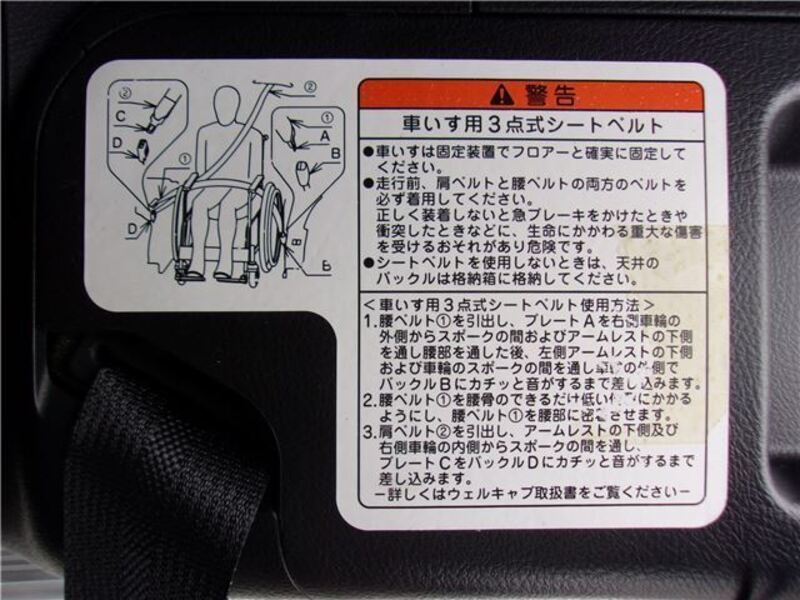 ②
C
D
①
②
①
A
B
D
B
警告
車いす用3点式シートベルト
●車いすは固定装置でフロアーと確実に固定して
ください。
●走行前、肩ベルトと腰ベルトの両方のベルトを
必ず着用してください。
正しく装着しないと急ブレーキをかけたときや
衝突したときなどに、生命にかかわる重大な傷害
を受けるおそれがあり危険です。
●シートベルトを使用しないときは、天井の
バックルは格納箱に格納してください。
＜車いす用3点式シートベルト使用方法＞
1.腰ベルト①を引出し、プレートAを右側車輪の
外側からスポークの間およびアームレストの下側
を通し腰部を通した後、左側アームレストの下側
および車輪のスポークの間を通し車輪の外側で
バックルBにカチッと音がするまで差し込みます。
2.腰ベルト①を腰骨のできるだけ低い位置にかかる
ようにし、腰ベルト①を腰部に密着させます。
3.肩ベルト②を引出し、アームレストの下側及び
右側車輪の内側からスポークの間を通し、
プレートCをバックルDにカチッと音がするまで
差し込みます。
－詳しくはウェルキャブ取扱書をご覧ください－